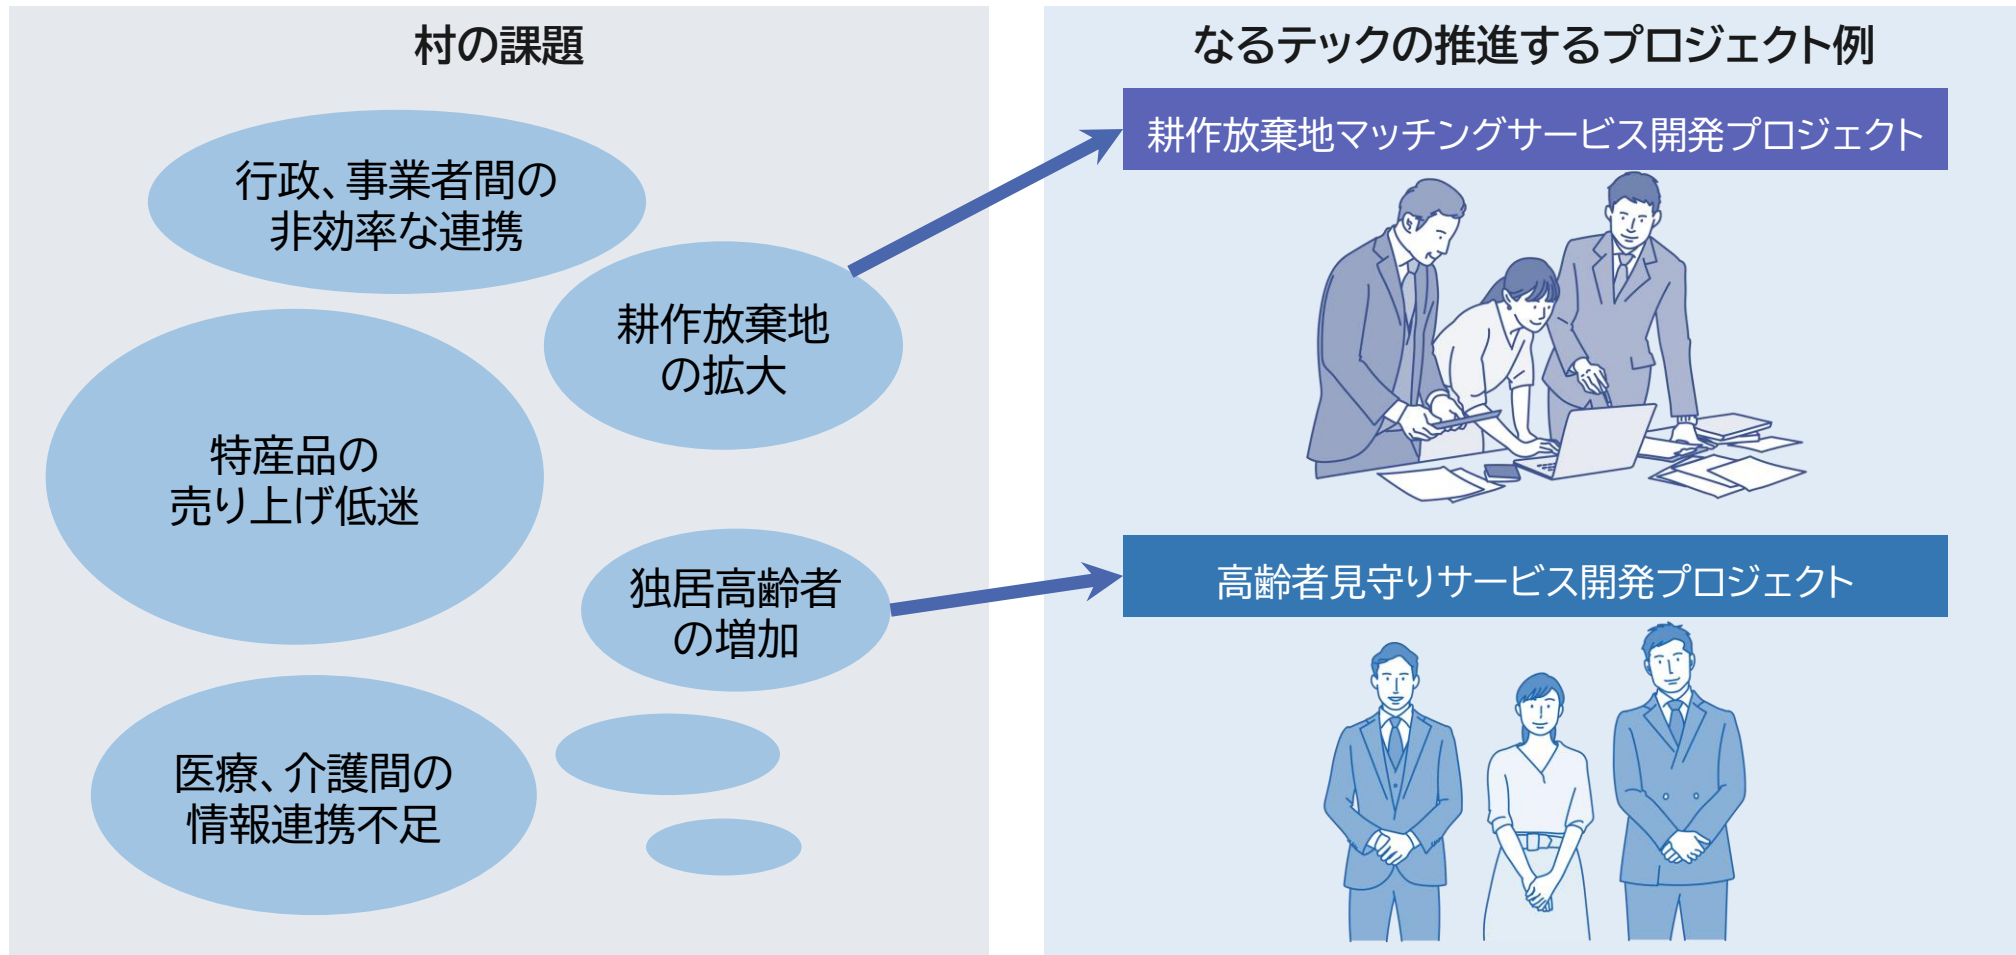 村の課題
行政、事業者間の
非効率な連携
耕作放棄地
の拡大
特産品の
売り上げ低迷
独居高齢者
の増加
医療、介護間の
情報連携不足
なるテックの推進するプロジェクト例
耕作放棄地マッチングサービス開発プロジェクト
高齢者見守りサービス開発プロジェクト